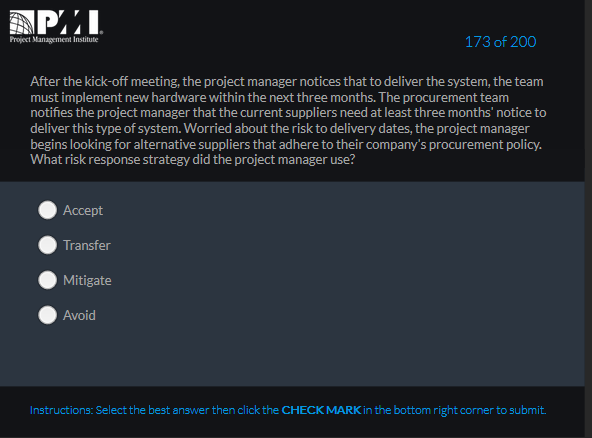 PMI
Project Management Institute.
173 of 200
After the kick-off meeting, the project manager notices that to deliver the system, the team
must implement new hardware within the next three months. The procurement team
notifies the project manager that the current suppliers need at least three months' notice to
deliver this type of system. Worried about the risk to delivery dates, the project manager
begins looking for alternative suppliers that adhere to their company's procurement policy.
What risk response strategy did the project manager use?
Accept
Transfer
Mitigate
Avoid
Instructions: Select the best answer then click the CHECK MARK in the bottom right corner to submit.